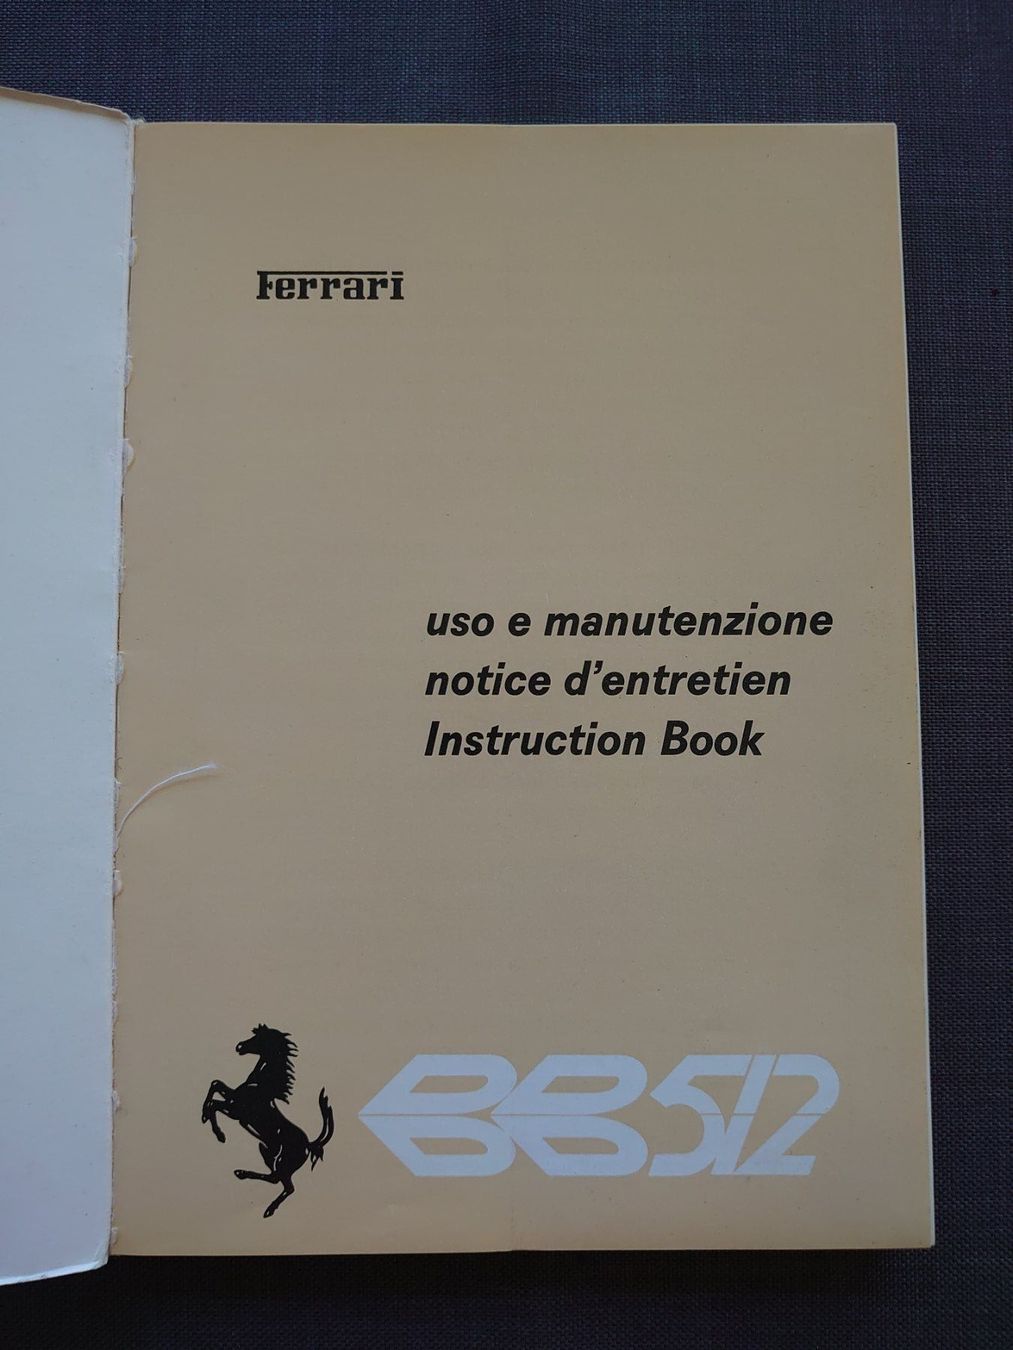 Ferrari
uso e manutenzione
notice d'entretien
Instruction Book
BB512